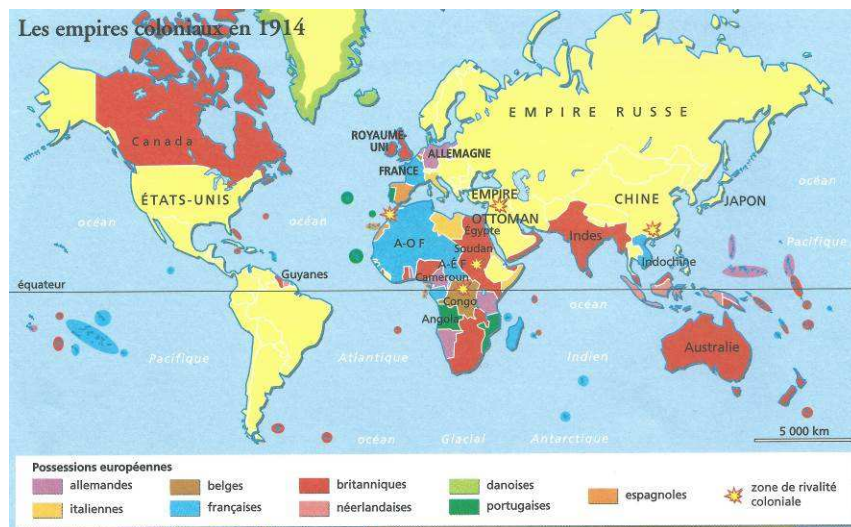 Les empires coloniaux en 1914
EMPIRE RUSSE
Canada
ROYAUME-
UNI
ALLEMAGNE
FRANCE
ÉTATS-UNIS
EMPIRE
OTTOMAN
CHINE
JAPON
océan
océan
océan
Pacifique
A-O F
Égypte
Soudan
Indes
A-É F
Cameroun
Indochine
Guyanes
équateur
Congo
océan
Angola
Pacifique
Atlantique
Indien
Australie
océan
Glacial
Antarctique
5 000 km
Possessions européennes
allemandes
belges
britanniques
danoises
espagnoles
zone de rivalité
coloniale
italiennes
françaises
néerlandaises
portugaises